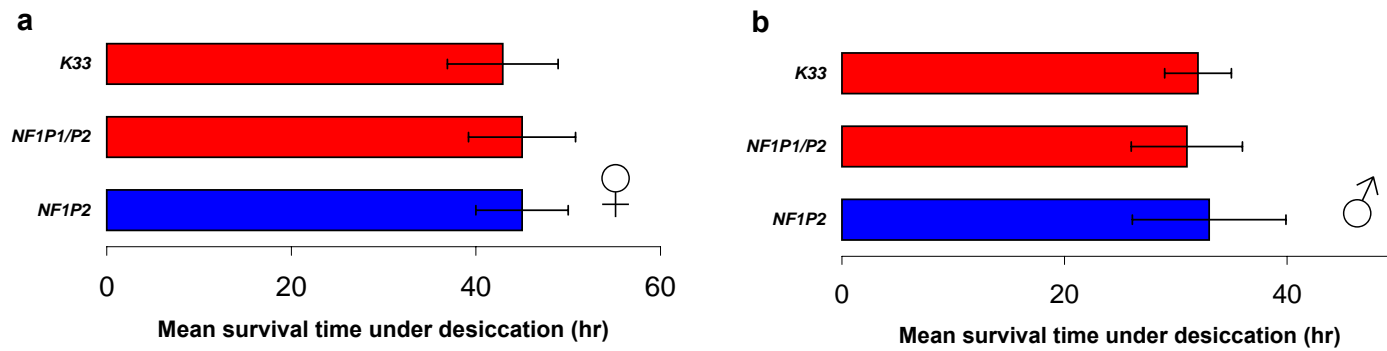 a
K33
NF1P1/P2
NF1P2
0 20 40 60
Mean survival time under desiccation (hr)
b
K33
NF1P1/P2
NF1P2
0 20 40
Mean survival time under desiccation (hr)